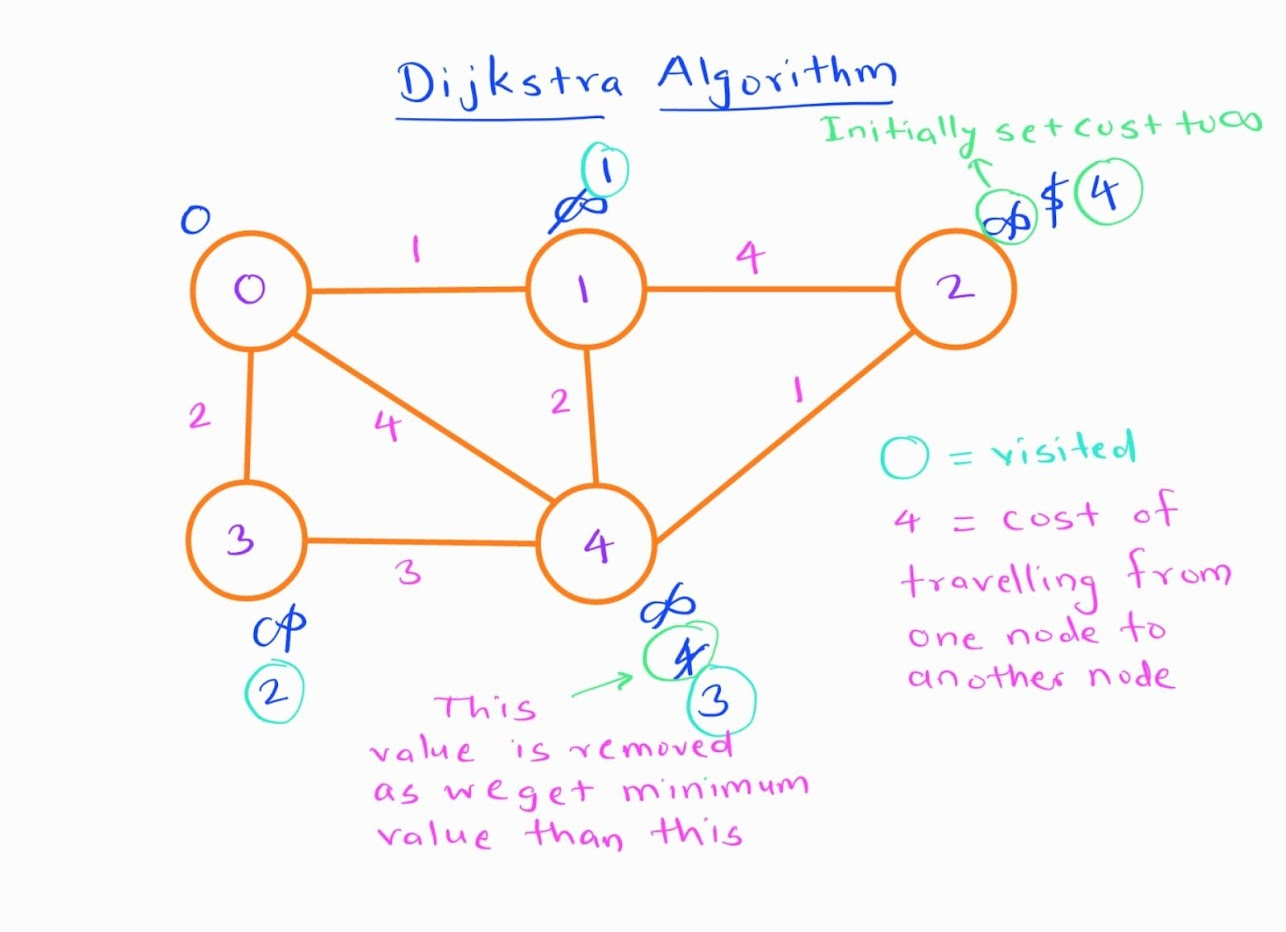 Dijkstra Algorithm
Initially set cost to ∞
1
∞
∞ 5 4
0
0
1
1
4
2
2
4
2
1
3
3
4
∞
2
∞
4
3
○ = visited
4 = cost of
travelling from
one node to
another node
This
value is removed
as we get minimum
value than this